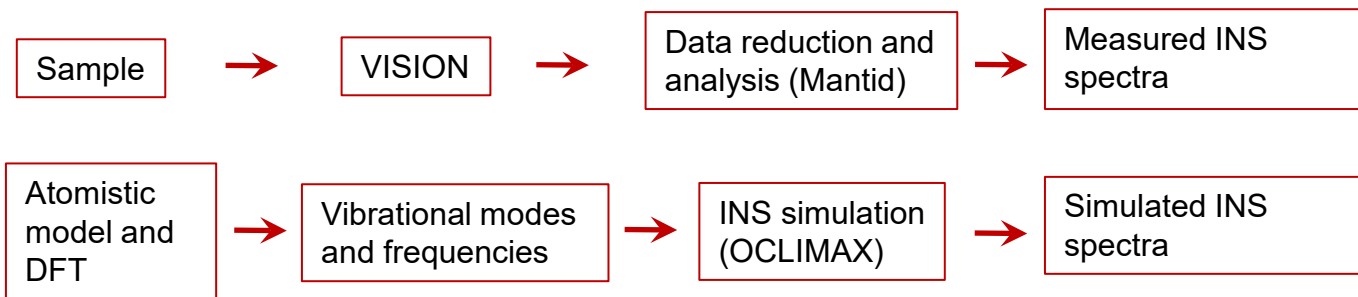 Sample
VISION
Data reduction and
analysis (Mantid)
Measured INS
spectra
Atomistic
model and
DFT
Vibrational modes
and frequencies
INS simulation
(OCLIMAX)
Simulated INS
spectra